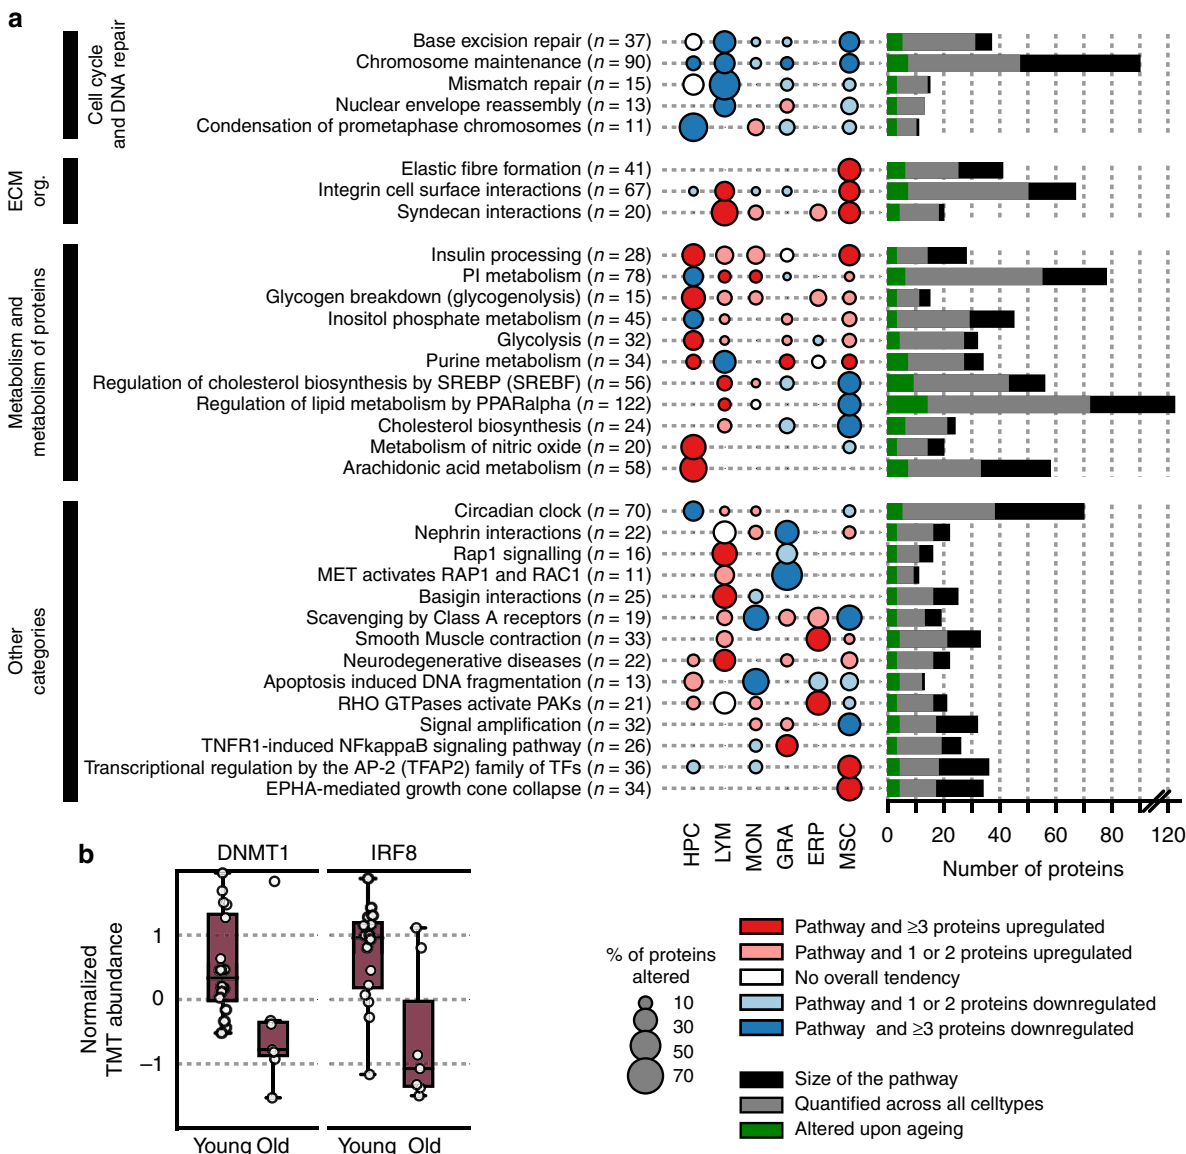 a
Cell cycle
and DNA repair
Base excision repair (n = 37)
Chromosome maintenance (n = 90)
Mismatch repair (n = 15)
Nuclear envelope reassembly (n = 13)
Condensation of prometaphase chromosomes (n = 11)
ECM
org.
Elastic fibre formation (n = 41)
Integrin cell surface interactions (n = 67)
Syndecan interactions (n = 20)
Metabolism and
metabolism of proteins
Insulin processing (n = 28)
PI metabolism (n = 78)
Glycogen breakdown (glycogenolysis) (n = 15)
Inositol phosphate metabolism (n = 45)
Glycolysis (n = 32)
Purine metabolism (n = 34)
Regulation of cholesterol biosynthesis by SREBP (SREBF) (n = 56)
Regulation of lipid metabolism by PPARalpha (n = 122)
Cholesterol biosynthesis (n = 24)
Metabolism of nitric oxide (n = 20)
Arachidonic acid metabolism (n = 58)
Other
categories
Circadian clock (n = 70)
Nephrin interactions (n = 22)
Rap1 signalling (n = 16)
MET activates RAP1 and RAC1 (n = 11)
Basigin interactions (n = 25)
Scavenging by Class A receptors (n = 19)
Smooth Muscle contraction (n = 33)
Neurodegenerative diseases (n = 22)
Apoptosis induced DNA fragmentation (n = 13)
RHO GTPases activate PAKs (n = 21)
Signal amplification (n = 32)
TNFR1-induced NFkappaB signaling pathway (n = 26)
Transcriptional regulation by the AP-2 (TFAP2) family of TFs (n = 36)
EPHA-mediated growth cone collapse (n = 34)
HPC LYM MON GRA ERP MSC
0 20 40 60 80 120
Number of proteins
b
DNMT1 IRF8
Normalized
TMT abundance
1
0
–1
Young Old Young Old
% of proteins
altered
10
30
50
70
Pathway and ≥3 proteins upregulated
Pathway and 1 or 2 proteins upregulated
No overall tendency
Pathway and 1 or 2 proteins downregulated
Pathway and ≥3 proteins downregulated
Size of the pathway
Quantified across all celltypes
Altered upon ageing